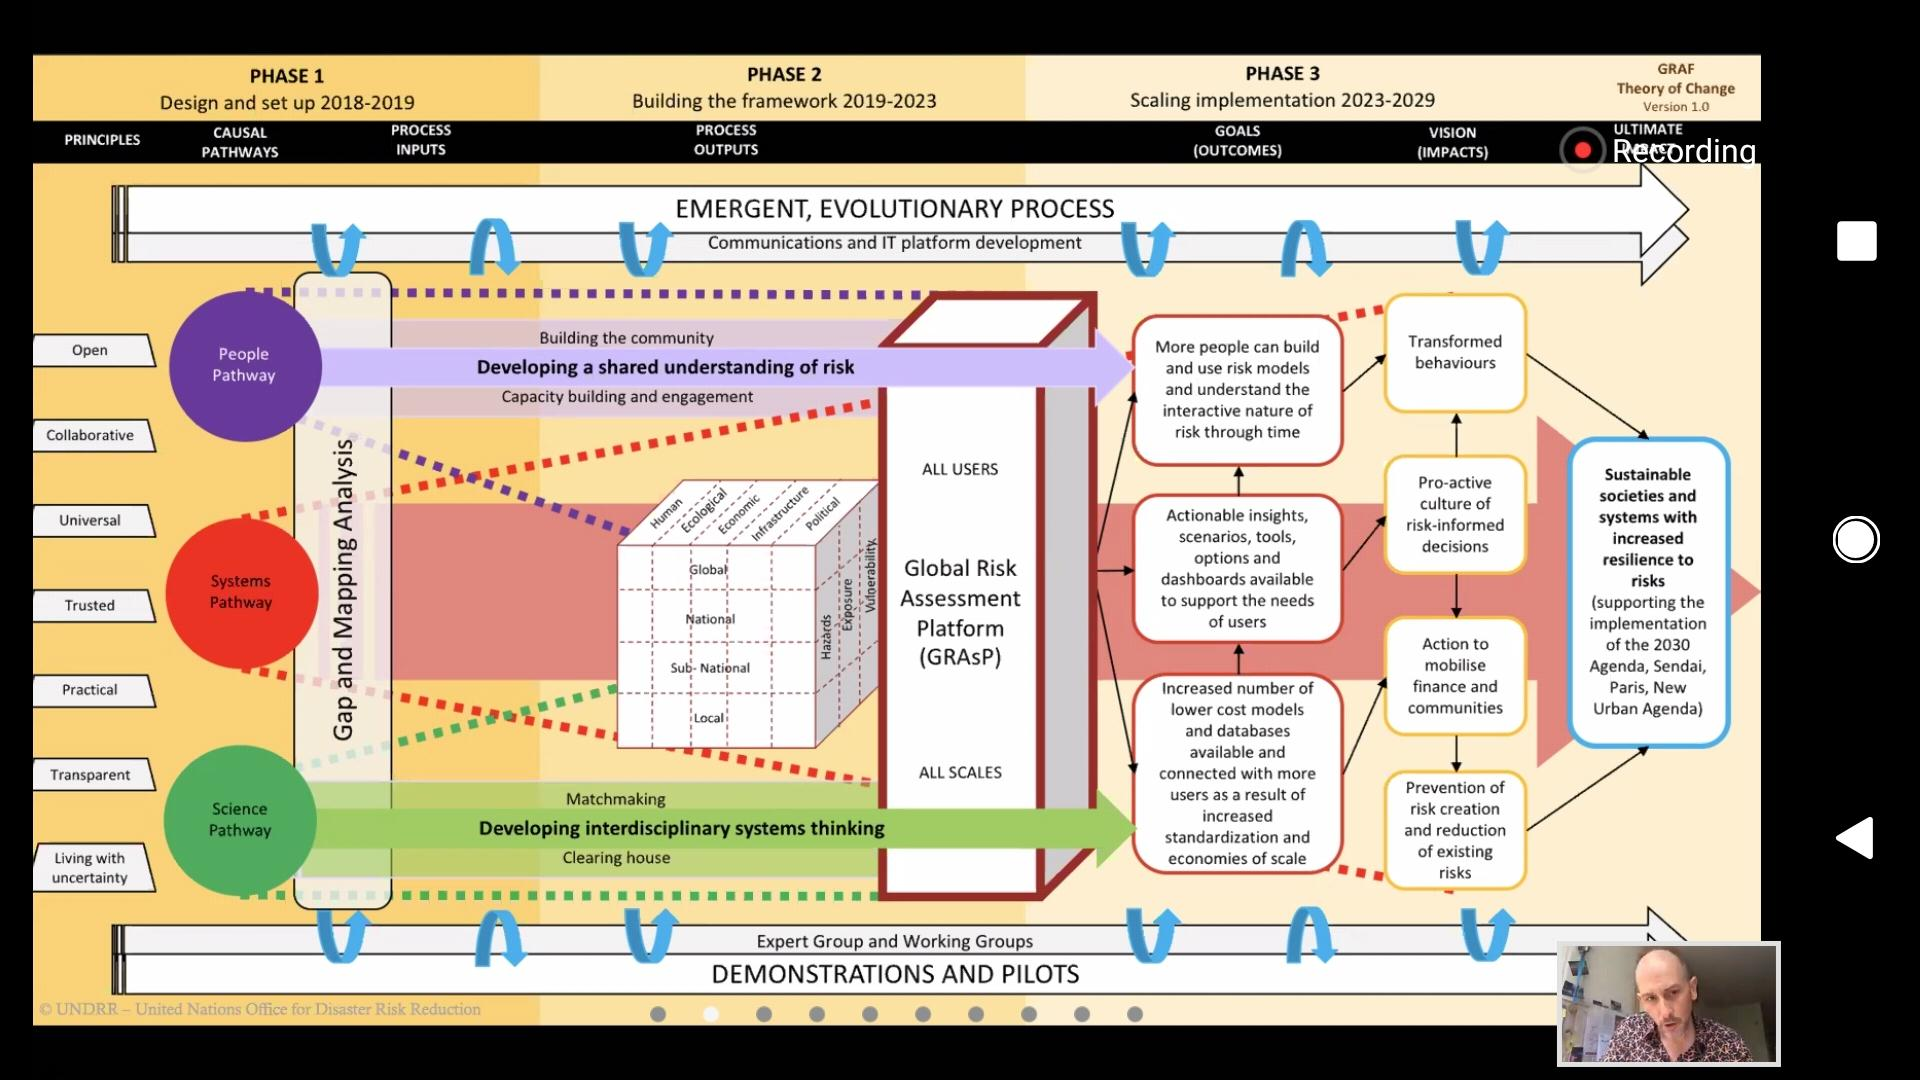 PHASE 1
Design and set up 2018-2019
PHASE 2
Building the framework 2019-2023
PHASE 3
Scaling implementation 2023-2029
GRAF
Theory of Change
Version 1.0
PRINCIPLES
CAUSAL
PATHWAYS
PROCESS
INPUTS
PROCESS
OUTPUTS
GOALS
(OUTCOMES)
VISION
(IMPACTS)
ULTIMATE
Recording
EMERGENT, EVOLUTIONARY PROCESS
Communications and IT platform development
Open
Collaborative
Universal
Trusted
Practical
Transparent
Living with
uncertainty
People
Pathway
Systems
Pathway
Science
Pathway
Gap and Mapping Analysis
Building the community
Developing a shared understanding of risk
Capacity building and engagement
Human
Ecological
Economic
Infrastructure
Political
Global
National
Sub- National
Local
Hazards
Exposure
Vulnerability
Matchmaking
Developing interdisciplinary systems thinking
Clearing house
ALL USERS
Global Risk
Assessment
Platform
(GRAsP)
ALL SCALES
More people can build
and use risk models
and understand the
interactive nature of
risk through time
Actionable insights,
scenarios, tools,
options and
dashboards available
to support the needs
of users
Increased number of
lower cost models
and databases
available and
connected with more
users as a result of
increased
standardization and
economies of scale
Transformed
behaviours
Pro-active
culture of
risk-informed
decisions
Action to
mobilise
finance and
communities
Prevention of
risk creation
and reduction
of existing
risks
Sustainable
societies and
systems with
increased
resilience to
risks
(supporting the
implementation
of the 2030
Agenda, Sendai,
Paris, New
Urban Agenda)
Expert Group and Working Groups
DEMONSTRATIONS AND PILOTS
© UNDRR – United Nations Office for Disaster Risk Reduction